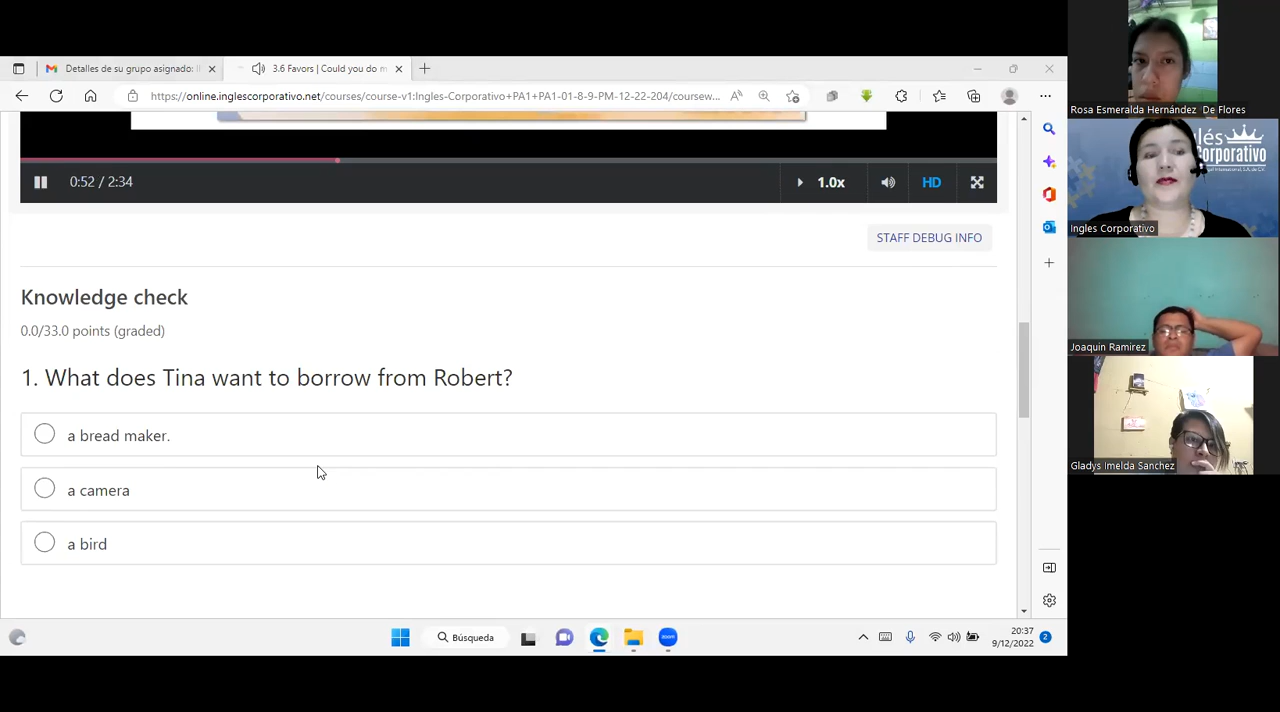 Detalles de su grupo asignado: I
3.6 Favors | Could you do m
https://online.inglescorporativo.net/courses/course-v1:Ingles-Corporativo+PA1+PA1-01-8-9-PM-12-22-204/coursew...
0:52 / 2:34
1.0x
HD
STAFF DEBUG INFO
Knowledge check
0.0/33.0 points (graded)
1. What does Tina want to borrow from Robert?
a bread maker.
a camera
a bird
Búsqueda
zoom
20:37
9/12/2022
2
Rosa Esmeralda Hernández De Flores
Ingles Corporativo
Joaquin Ramirez
Gladys Imelda Sanchez